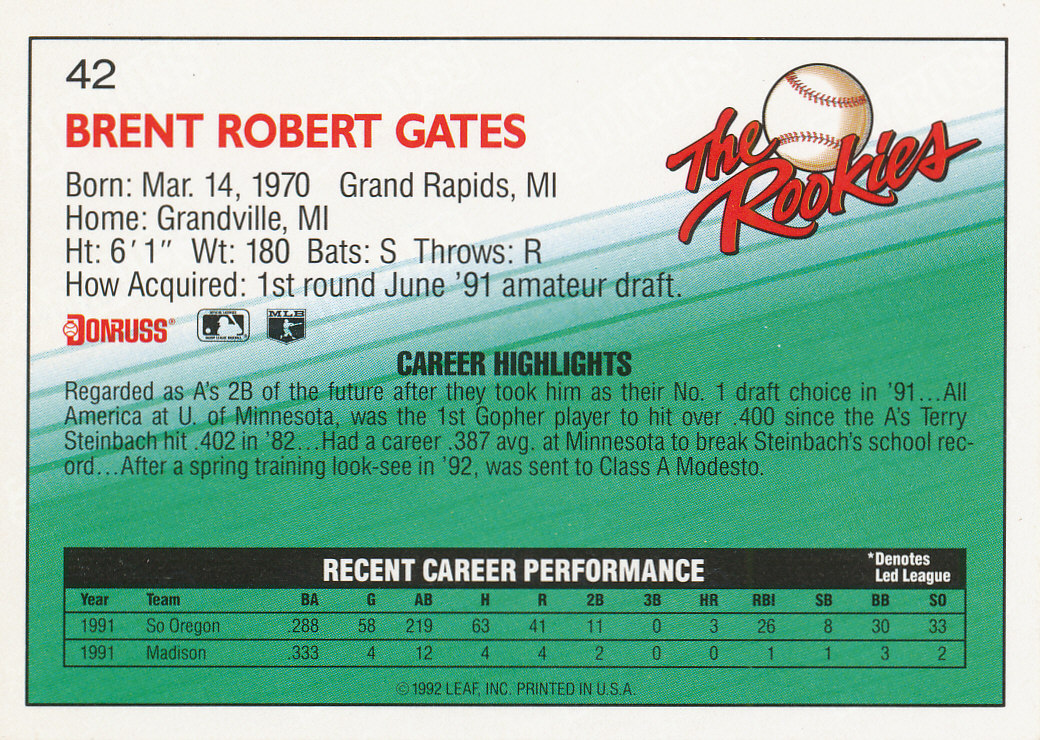 42
BRENT ROBERT GATES
The Rookies
Born: Mar. 14, 1970 Grand Rapids, MI
Home: Grandville, MI
Ht: 6' 1" Wt: 180 Bats: S Throws: R
How Acquired: 1st round June '91 amateur draft.
DONRUSS® MLB
CAREER HIGHLIGHTS
Regarded as A's 2B of the future after they took him as their No. 1 draft choice in '91...All
America at U. of Minnesota, was the 1st Gopher player to hit over .400 since the A's Terry
Steinbach hit .402 in '82...Had a career .387 avg. at Minnesota to break Steinbach's school rec-
ord...After a spring training look-see in '92, was sent to Class A Modesto.
RECENT CAREER PERFORMANCE
*Denotes
Led League
Year Team BA G AB H R 2B 3B HR RBI SB BB SO
1991 So Oregon .288 58 219 63 41 11 0 3 26 8 30 33
1991 Madison .333 4 12 4 4 2 0 0 1 1 3 2
©1992 LEAF, INC. PRINTED IN U.S.A.